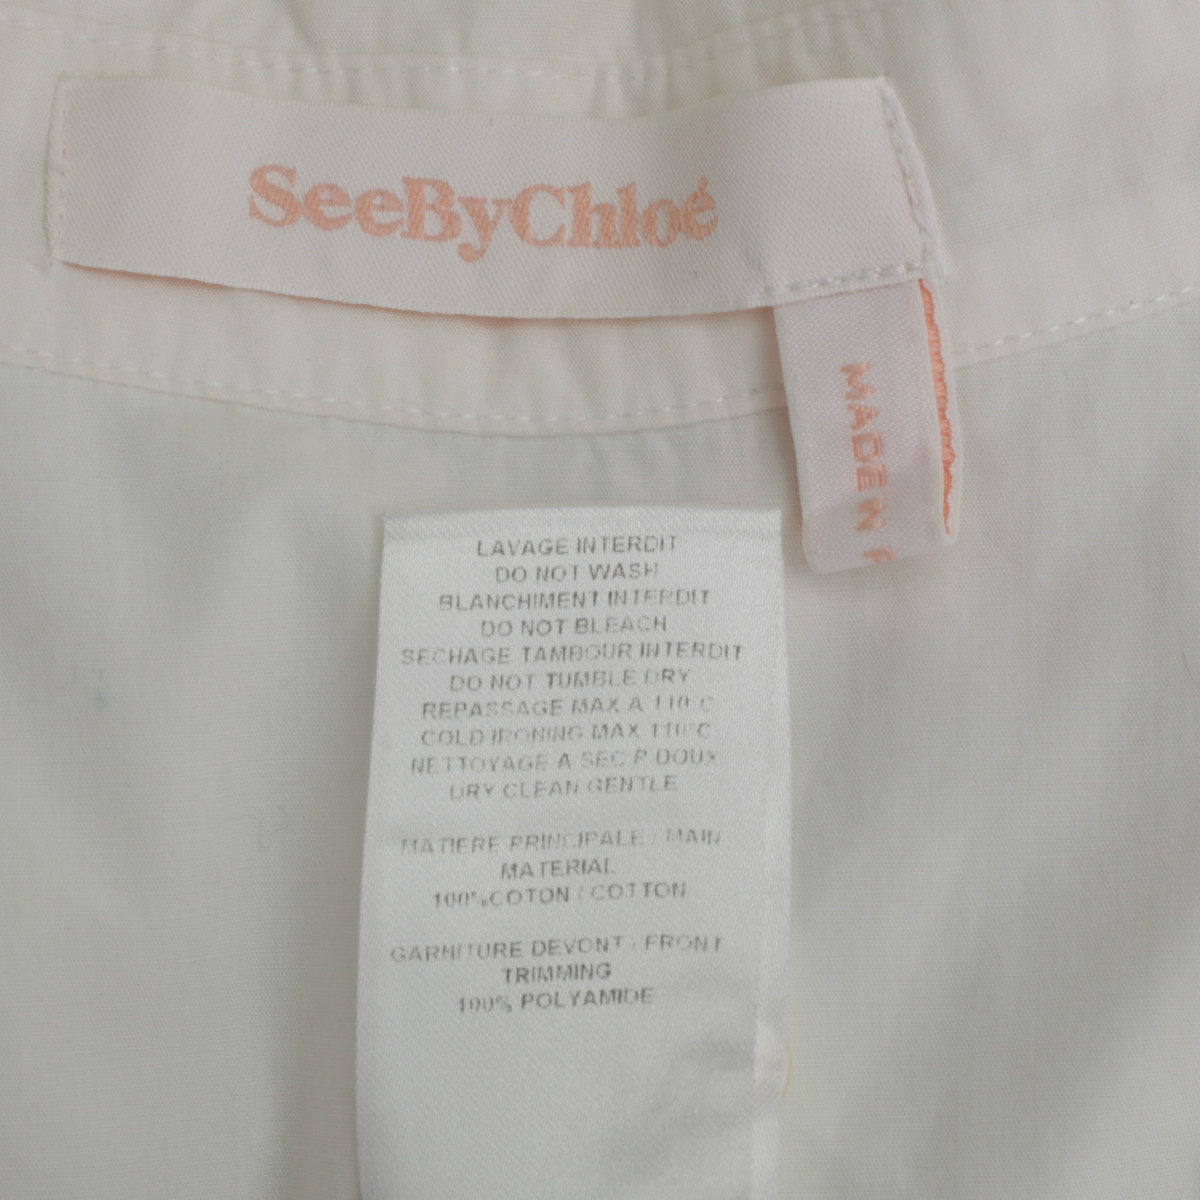 SeeByChloé
MADE IN
LAVAGE INTERDIT
DO NOT WASH
BLANCHIMENT INTERDIT
DO NOT BLEACH
SECHAGE TAMBOUR INTERDIT
DO NOT TUMBLE DRY
REPASSAGE MAX A 110°C
COLD IRONING MAX 110°C
NETTOYAGE A SEC P DOUX
DRY CLEAN GENTLE
MATIERE PRINCIPALE / MAIN
MATERIAL
100%COTON / COTTON
GARNITURE DEVONT / FRONT
TRIMMING
100% POLYAMIDE